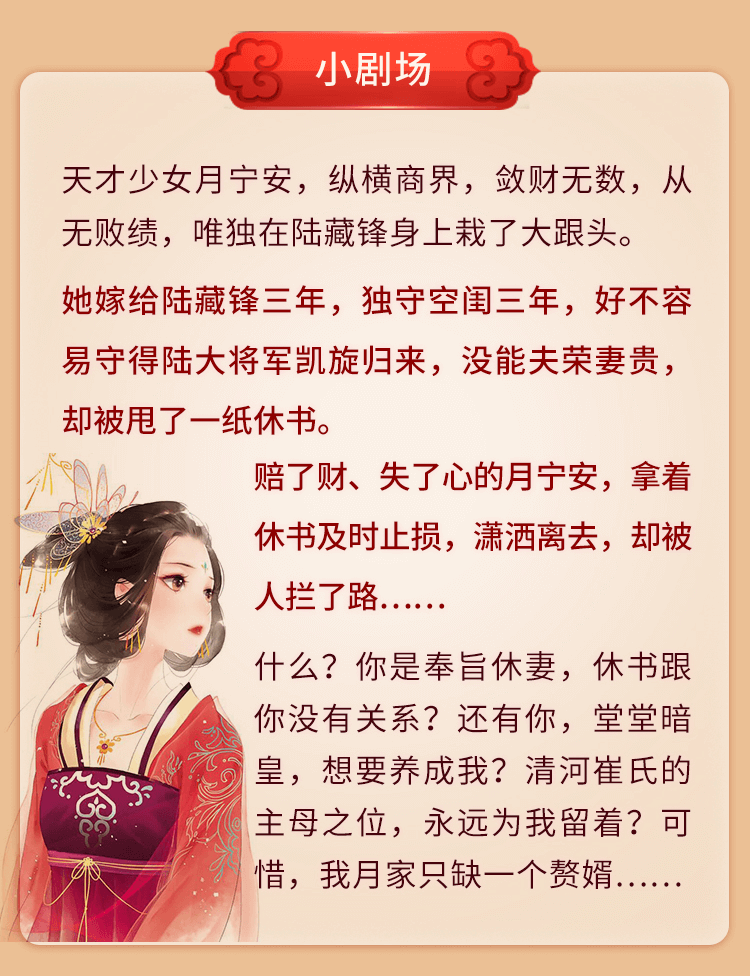 小剧场
天才少女月宁安，纵横商界，敛财无数，从
无败绩，唯独在陆藏锋身上栽了大跟头。
她嫁给陆藏锋三年，独守空闺三年，好不容
易守得陆大将军凯旋归来，没能夫荣妻贵，
却被甩了一纸休书。
赔了财、失了心的月宁安，拿着
休书及时止损，潇洒离去，却被
人拦了路……
什么？你是奉旨休妻，休书跟
你没有关系？还有你，堂堂暗
皇，想要养成我？清河崔氏的
主母之位，永远为我留着？可
惜，我月家只缺一个赘婿……